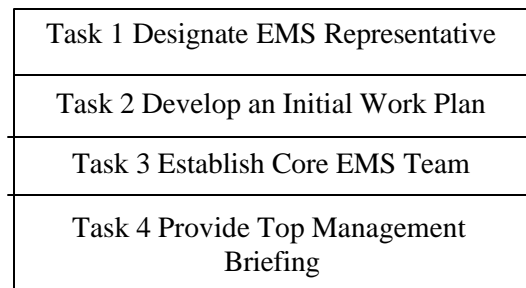 Task 1 Designate EMS Representative
Task 2 Develop an Initial Work Plan
Task 3 Establish Core EMS Team
Task 4 Provide Top Management
Briefing